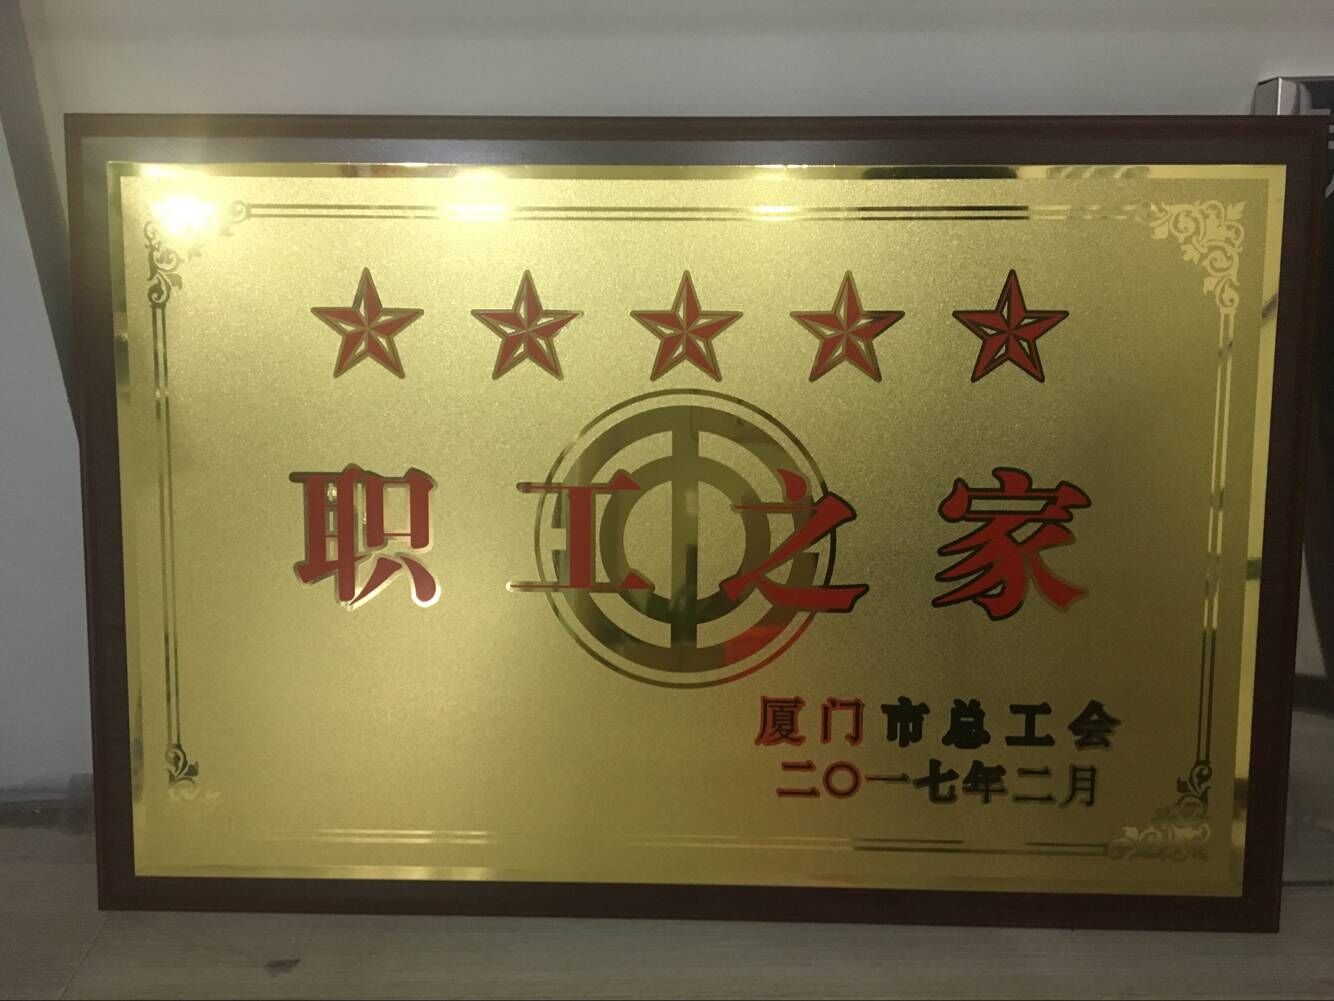 职工之家
厦门市总工会
二〇一七年二月